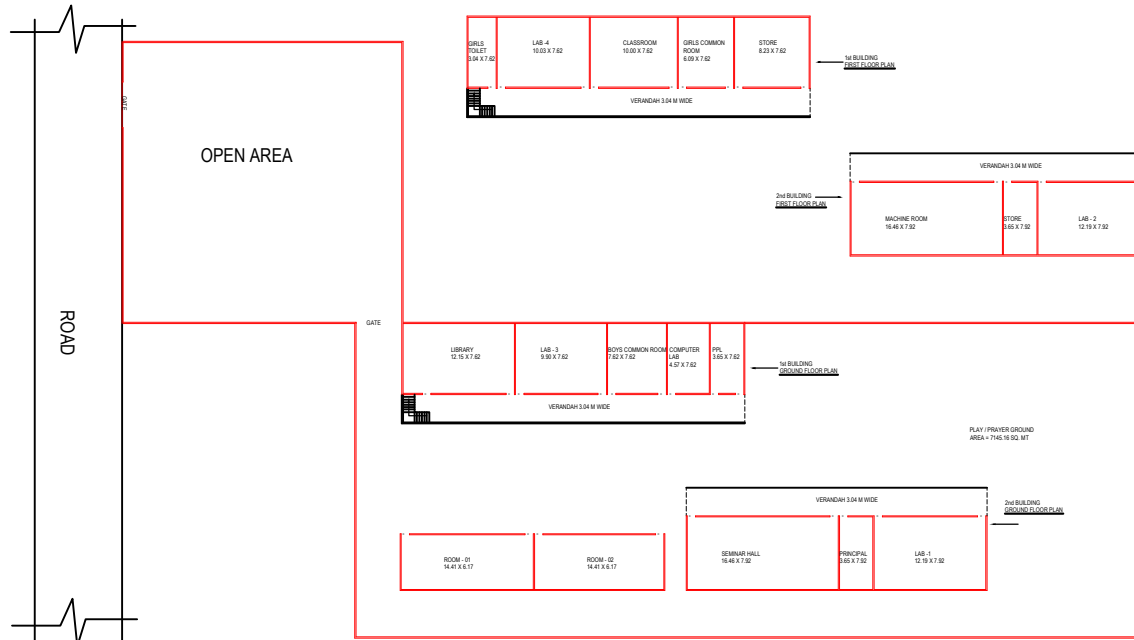 GIRLS
TOILET
3.04 X 7.62
LAB -4
10.03 X 7.62
CLASSROOM
10.00 X 7.62
GIRLS COMMON
ROOM
6.09 X 7.62
STORE
8.23 X 7.62
1st BUILDING
FIRST FLOOR PLAN
VERANDAH 3.04 M WIDE
GATE
OPEN AREA
VERANDAH 3.04 M WIDE
2nd BUILDING
FIRST FLOOR PLAN
MACHINE ROOM
16.46 X 7.92
STORE
3.65 X 7.92
LAB - 2
12.19 X 7.92
ROAD
GATE
LIBRARY
12.15 X 7.62
LAB - 3
9.90 X 7.62
BOYS COMMON ROOM
7.62 X 7.62
COMPUTER
LAB
4.57 X 7.62
PPL
3.65 X 7.62
1st BUILDING
GROUND FLOOR PLAN
VERANDAH 3.04 M WIDE
PLAY / PRAYER GROUND
AREA = 7145.16 SQ. MT
VERANDAH 3.04 M WIDE
2nd BUILDING
GROUND FLOOR PLAN
ROOM - 01
14.41 X 6.17
ROOM - 02
14.41 X 6.17
SEMINAR HALL
16.46 X 7.92
PRINCIPAL
3.65 X 7.92
LAB -1
12.19 X 7.92